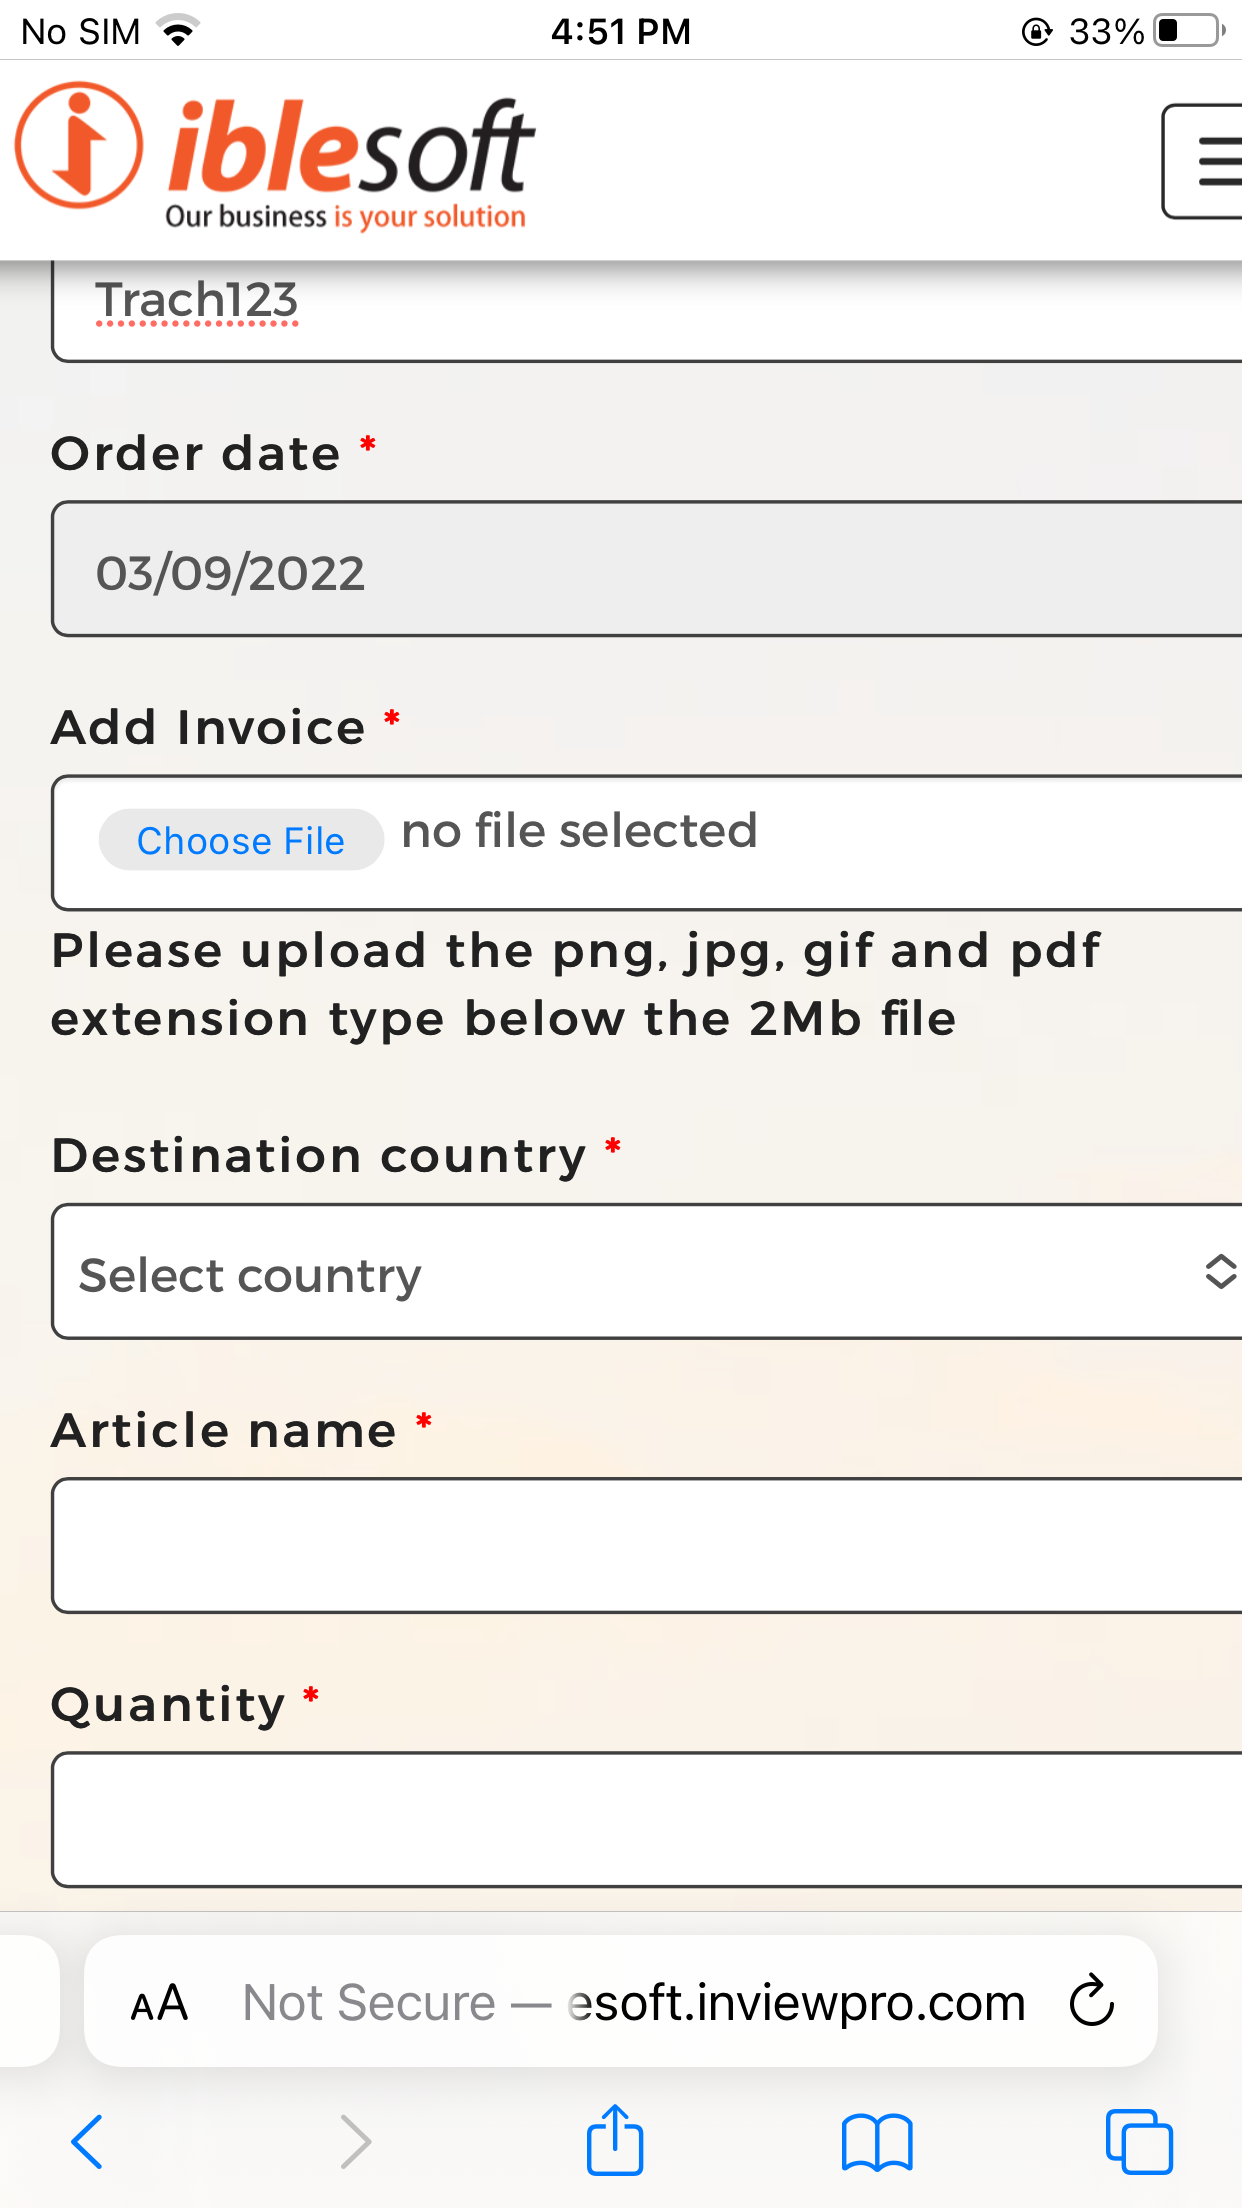 No SIM 4:51 PM 33%
iblesoft
Our business is your solution
Trach123
Order date *
03/09/2022
Add Invoice *
Choose File no file selected
Please upload the png, jpg, gif and pdf
extension type below the 2Mb file
Destination country *
Select country
Article name *
Quantity *
AA Not Secure — esoft.inviewpro.com